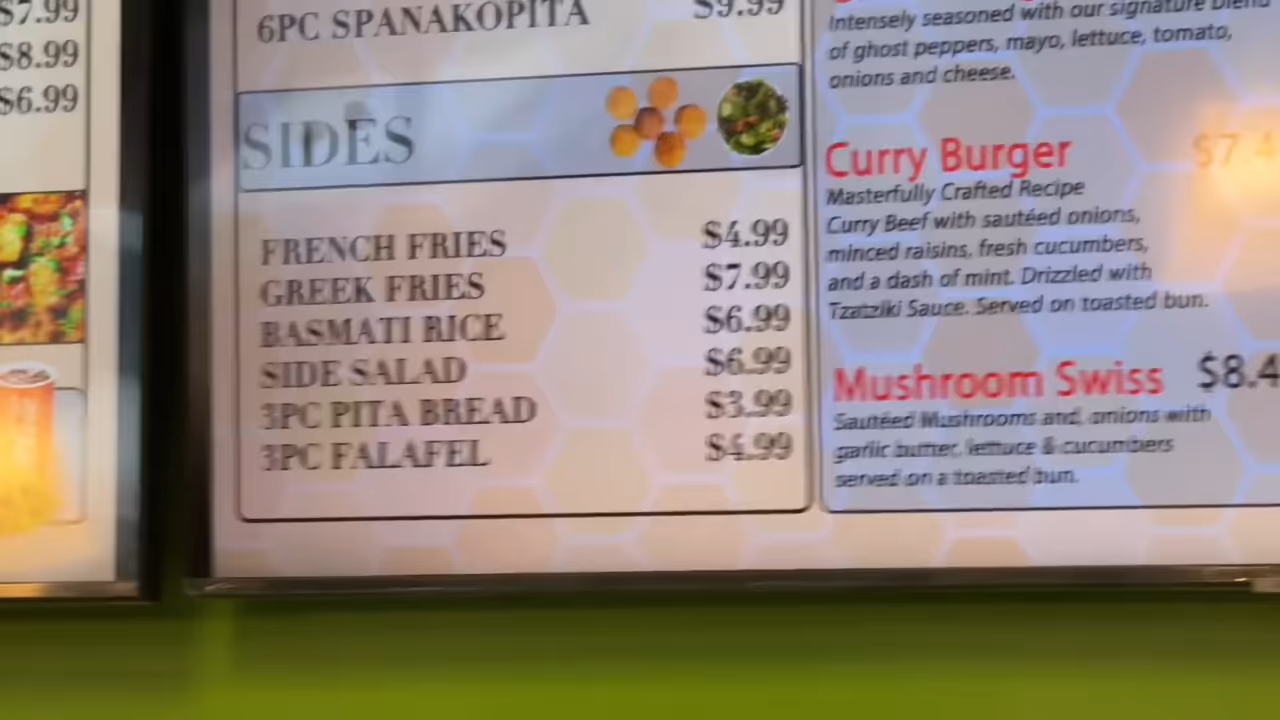 $7.99
$8.99
$6.99
6PC SPANAKOPITA $9.99
SIDES
FRENCH FRIES $4.99
GREEK FRIES $7.99
BASMATI RICE $6.99
SIDE SALAD $6.99
3PC PITA BREAD $3.99
3PC FALAFEL $4.99
Intensely seasoned with our signature blend
of ghost peppers, mayo, lettuce, tomato,
onions and cheese.
Curry Burger $7.4
Masterfully Crafted Recipe
Curry Beef with sautéed onions,
minced raisins, fresh cucumbers,
and a dash of mint. Drizzled with
Tzatziki Sauce. Served on toasted bun.
Mushroom Swiss $8.4
Sautéed Mushrooms and, onions with
garlic butter, lettuce & cucumbers
served on a toasted bun.